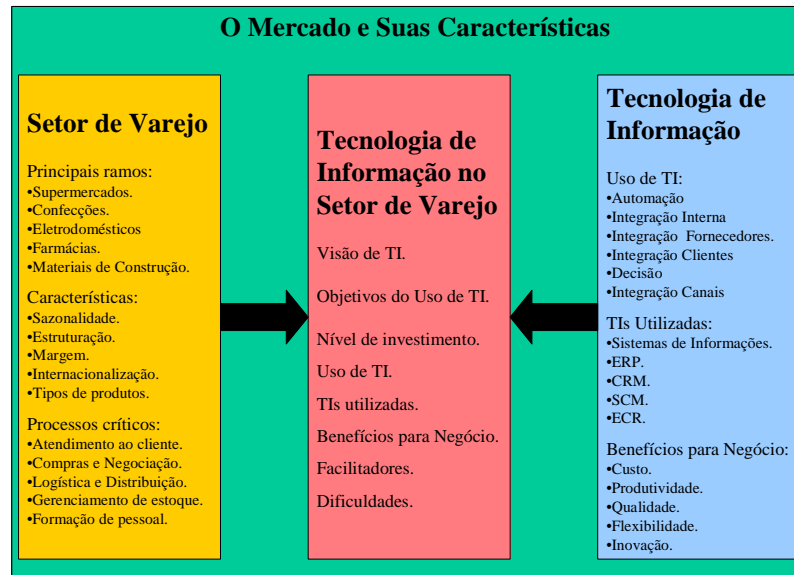 O Mercado e Suas Características
Setor de Varejo
Principais ramos:
•Supermercados.
•Confecções.
•Eletrodomésticos
•Farmácias.
•Materiais de Construção.
Características:
•Sazonalidade.
•Estruturação.
•Margem.
•Internacionalização.
•Tipos de produtos.
Processos críticos:
•Atendimento ao cliente.
•Compras e Negociação.
•Logística e Distribuição.
•Gerenciamento de estoque.
•Formação de pessoal.
Tecnologia de
Informação no
Setor de Varejo
Visão de TI.
Objetivos do Uso de TI.
Nível de investimento.
Uso de TI.
TIs utilizadas.
Benefícios para Negócio.
Facilitadores.
Dificuldades.
Tecnologia de
Informação
Uso de TI:
•Automação
•Integração Interna
•Integração  Fornecedores.
•Integração Clientes
•Decisão
•Integração Canais
TIs Utilizadas:
•Sistemas de Informações.
•ERP.
•CRM.
•SCM.
•ECR.
Benefícios para Negócio:
•Custo.
•Produtividade.
•Qualidade.
•Flexibilidade.
•Inovação.